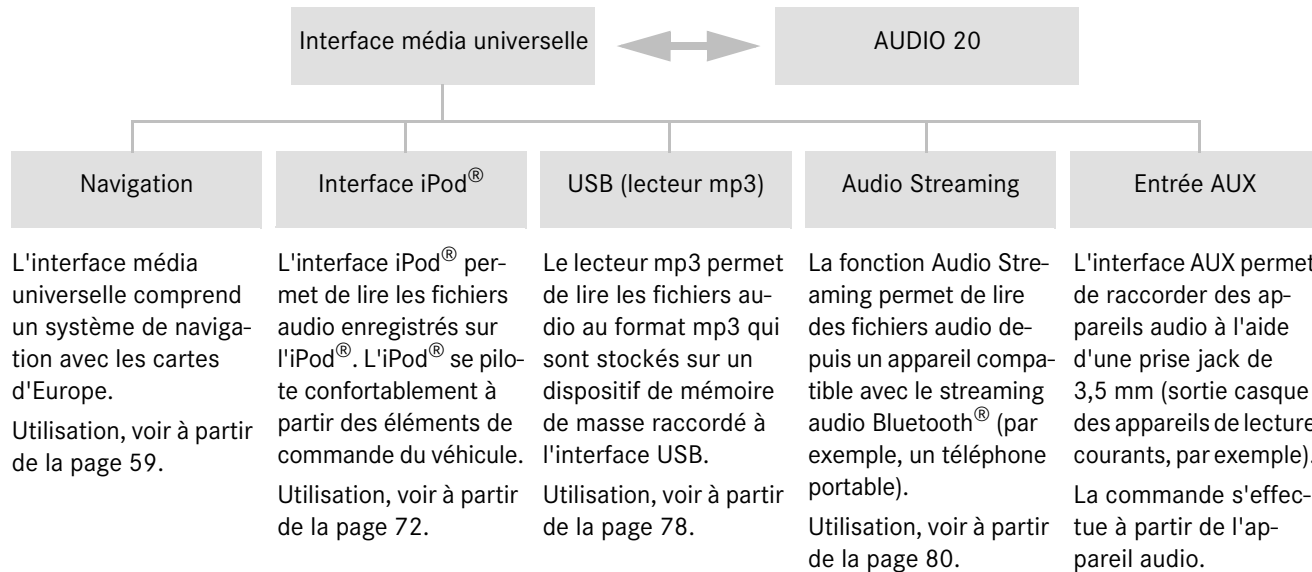 Interface média universelle
AUDIO 20
Navigation
Interface iPod®
USB (lecteur mp3)
Audio Streaming
Entrée AUX
L'interface média
universelle comprend
un système de naviga-
tion avec les cartes
d'Europe.
Utilisation, voir à partir
de la page 59.
L'interface iPod® per-
met de lire les fichiers
audio enregistrés sur
l'iPod®. L'iPod® se pilo-
te confortablement à
partir des éléments de
commande du véhicule.
Utilisation, voir à partir
de la page 72.
Le lecteur mp3 permet
de lire les fichiers au-
dio au format mp3 qui
sont stockés sur un
dispositif de mémoire
de masse raccordé à
l'interface USB.
Utilisation, voir à partir
de la page 78.
La fonction Audio Stre-
aming permet de lire
des fichiers audio de-
puis un appareil compa-
tible avec le streaming
audio Bluetooth® (par
exemple, un téléphone
portable).
Utilisation, voir à partir
de la page 80.
L'interface AUX permet
de raccorder des ap-
pareils audio à l'aide
d'une prise jack de
3,5 mm (sortie casque
des appareils de lecture
courants, par exemple).
La commande s'effec-
tue à partir de l'ap-
pareil audio.